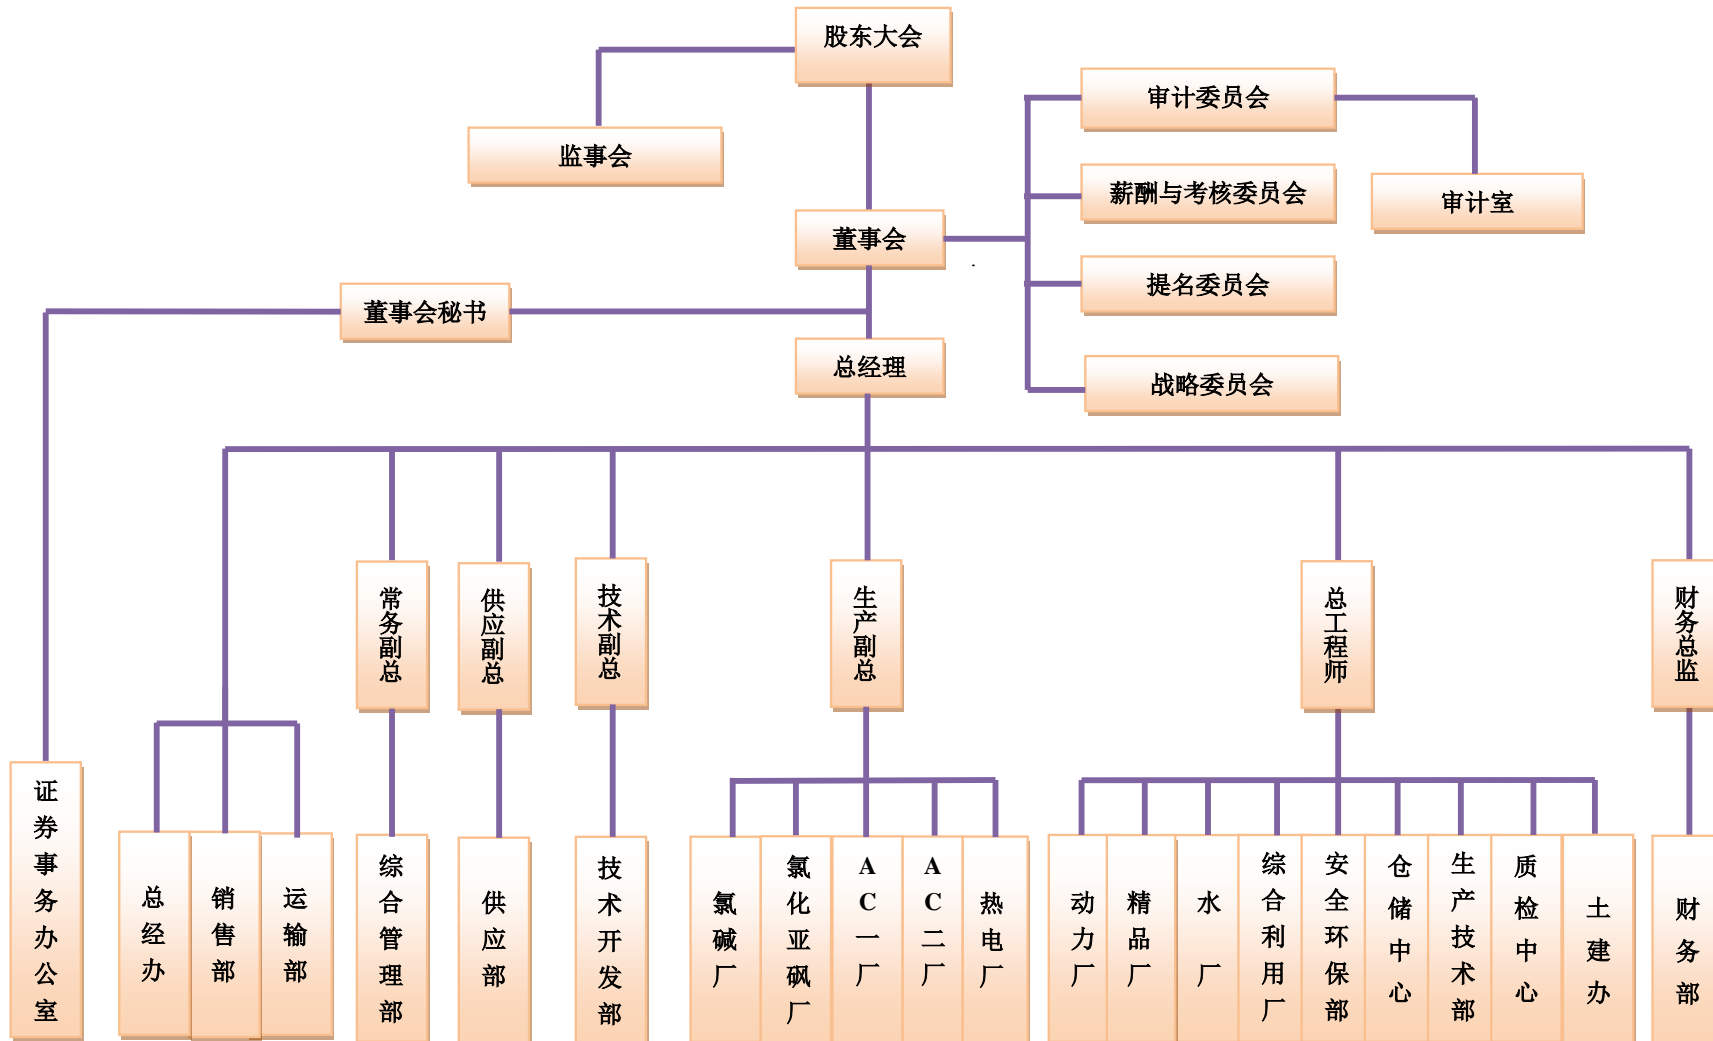 股东大会
审计委员会
监事会
薪酬与考核委员会
审计室
董事会
提名委员会
董事会秘书
总经理
战略委员会
常务副总
供应副总
技术副总
生产副总
总工程师
财务总监
证券事务办公室
总经办
销售部
运输部
综合管理部
供应部
技术开发部
氯碱厂
氯化亚砜厂
AC一厂
AC二厂
热电厂
动力厂
精品厂
水厂
综合利用厂
安全环保部
仓储中心
生产技术部
质检中心
土建办
财务部